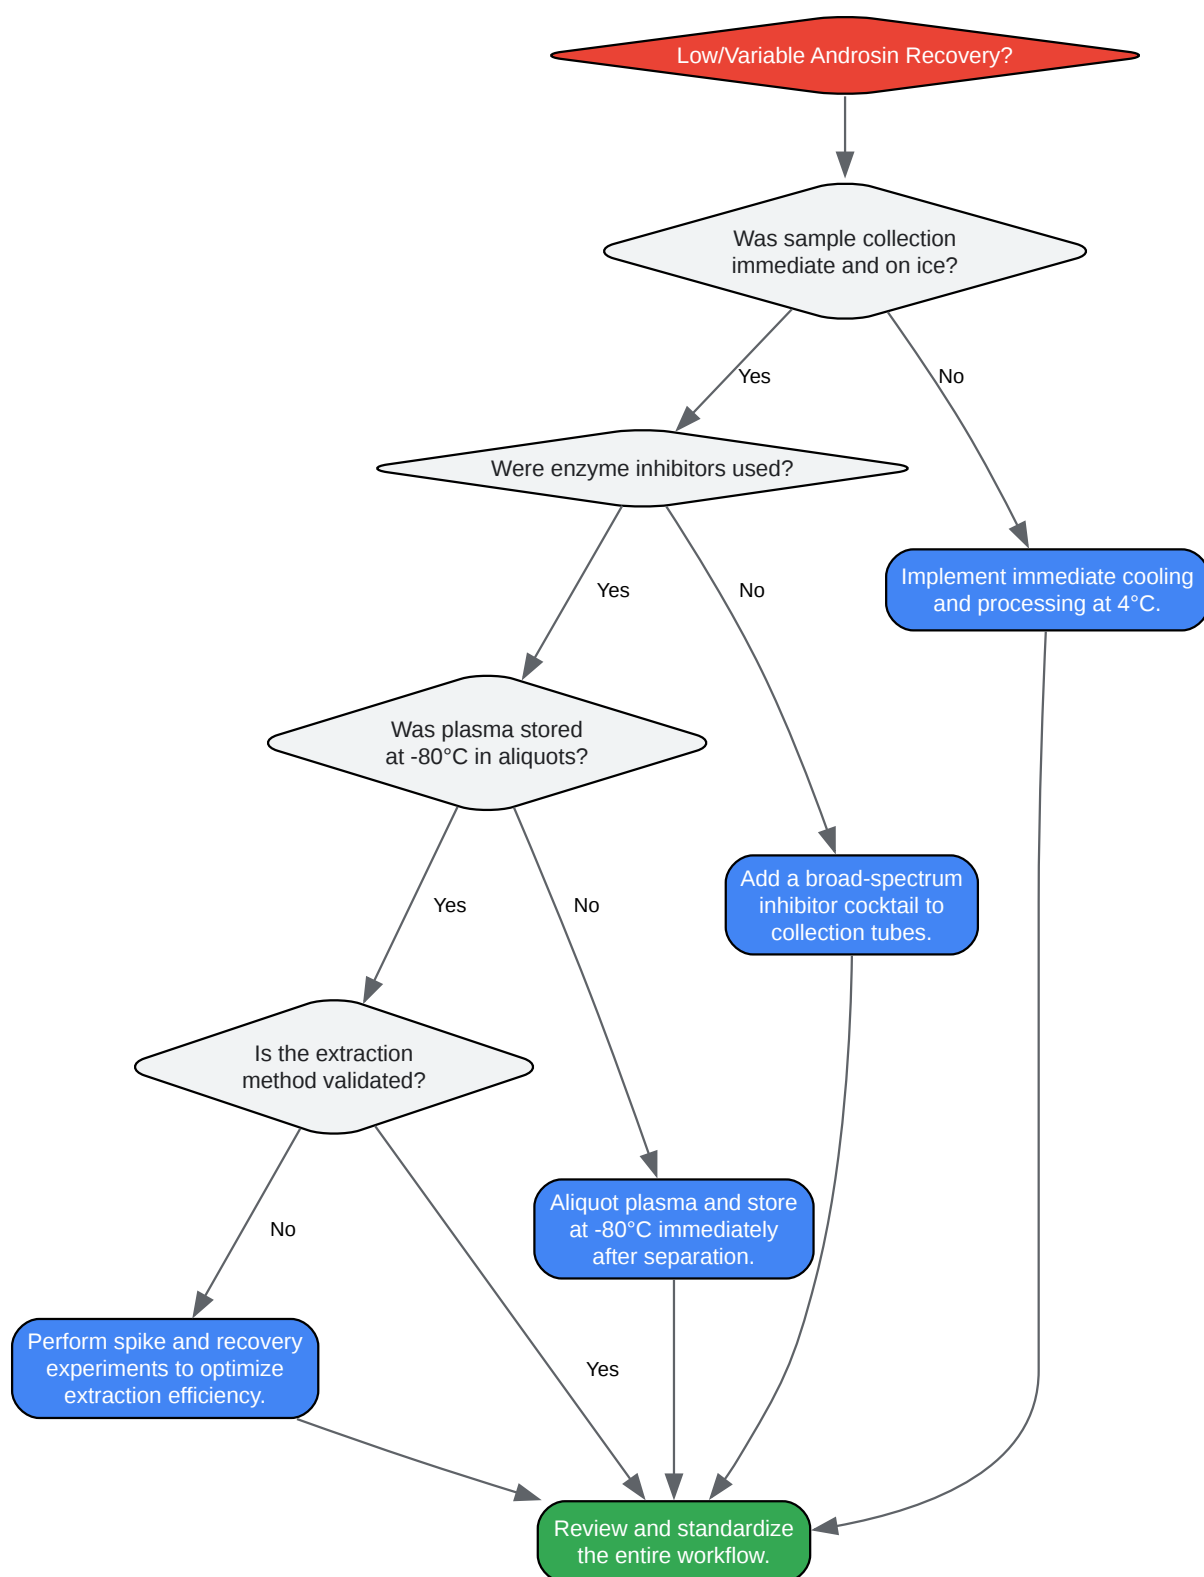 Low/Variable Androsin Recovery?
Was sample collection
immediate and on ice?
Yes
No
Were enzyme inhibitors used?
Implement immediate cooling
and processing at 4°C.
Yes
No
Was plasma stored
at -80°C in aliquots?
Add a broad-spectrum
inhibitor cocktail to
collection tubes.
Yes
No
Is the extraction
method validated?
Aliquot plasma and store
at -80°C immediately
after separation.
No
Perform spike and recovery
experiments to optimize
extraction efficiency.
Yes
Review and standardize
the entire workflow.